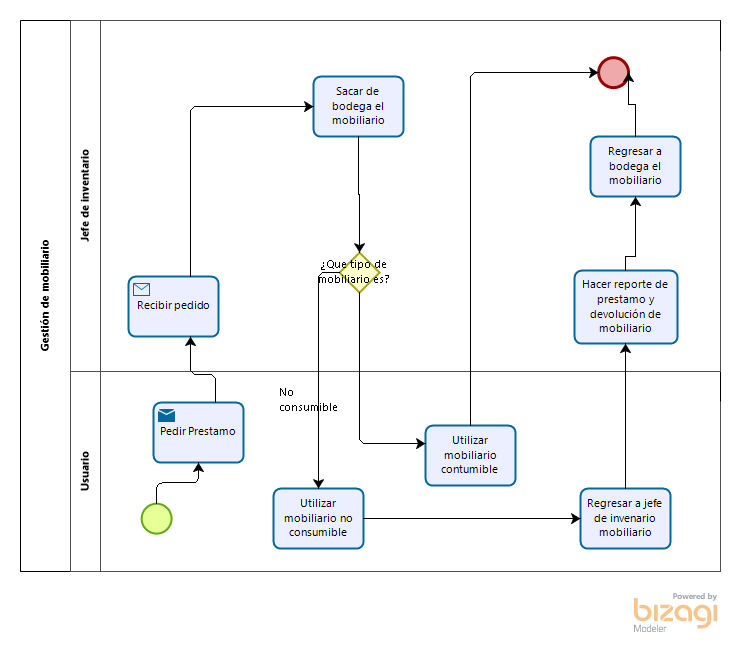 Gestión de mobiliario
Jefe de inventario
Usuario
Sacar de
bodega el
mobiliario
Regresar a
bodega el
mobiliario
¿Que tipo de
mobiliario es?
Recibir pedido
Hacer reporte de
prestamo y
devolución de
mobiliario
No
consumible
Pedir Prestamo
Utilizar
mobiliario
contumible
Utilizar
mobiliario no
consumible
Regresar a jefe
de invenario
mobiliario
Powered by
bizagi
Modeler